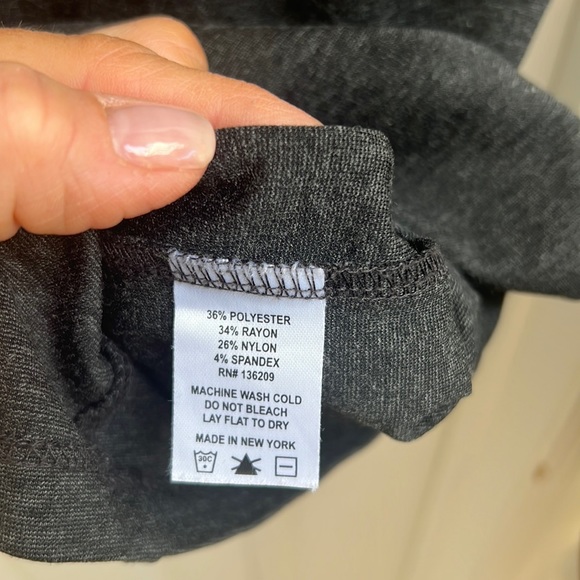 36% POLYESTER
34% RAYON
26% NYLON
4% SPANDEX
RN# 136209
MACHINE WASH COLD
DO NOT BLEACH
LAY FLAT TO DRY
MADE IN NEW YORK
30C